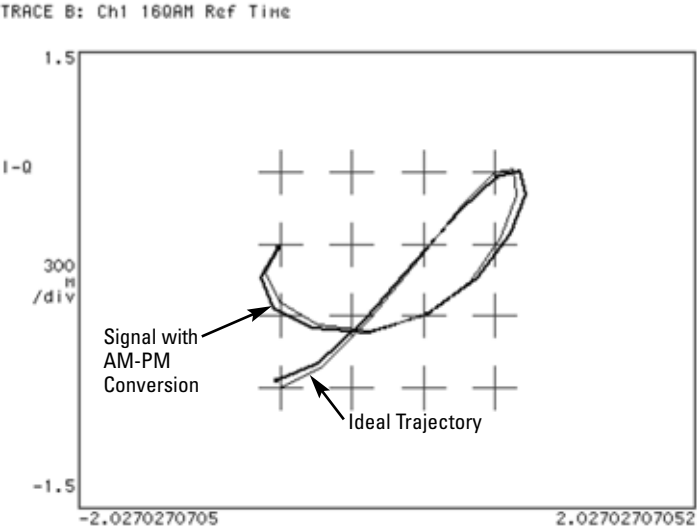 TRACE B: Ch1 16QAM Ref Time
1.5
I-Q
300
m
/div
Signal with
AM-PM
Conversion
Ideal Trajectory
-1.5
-2.0270270705
2.02702707052